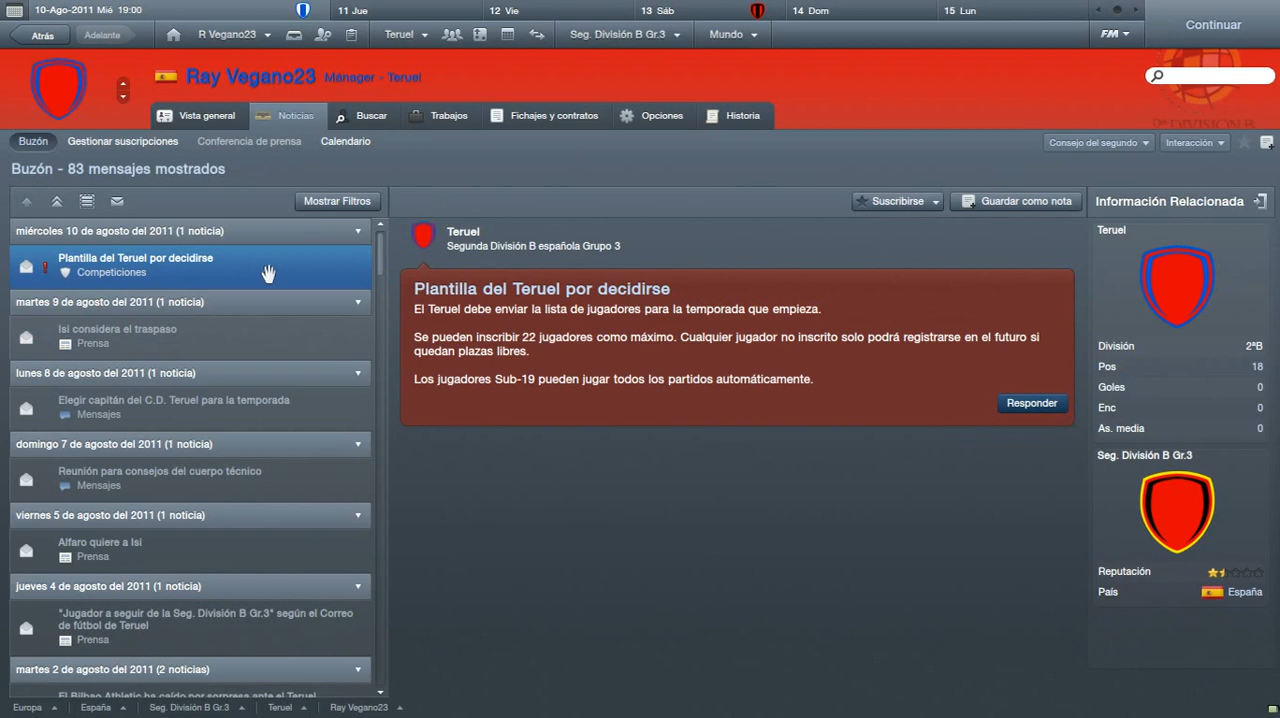 10-Ago-2011 Mié 19:00
11 Jue
12 Vie
13 Sáb
14 Dom
15 Lun
Continuar
Atrás
Adelante
R Vegano23
Teruel
Seg. División B Gr.3
Mundo
FM
Ray Vegano23 Mánager - Teruel
Vista general
Noticias
Buscar
Trabajos
Fichajes y contratos
Opciones
Historia
Buzón
Gestionar suscripciones
Conferencia de prensa
Calendario
Consejo del segundo
Interacción
Buzón - 83 mensajes mostrados
Mostrar Filtros
Suscribirse
Guardar como nota
Información Relacionada
miércoles 10 de agosto del 2011 (1 noticia)
Plantilla del Teruel por decidirse
Competiciones
martes 9 de agosto del 2011 (1 noticia)
Isi considera el traspaso
Prensa
lunes 8 de agosto del 2011 (1 noticia)
Elegir capitán del C.D. Teruel para la temporada
Mensajes
domingo 7 de agosto del 2011 (1 noticia)
Reunión para consejos del cuerpo técnico
Mensajes
viernes 5 de agosto del 2011 (1 noticia)
Alfaro quiere a Isi
Prensa
jueves 4 de agosto del 2011 (1 noticia)
"Jugador a seguir de la Seg. División B Gr.3" según el Correo
de fútbol de Teruel
Prensa
martes 2 de agosto del 2011 (2 noticias)
El Bilbao Athletic ha caído por sorpresa ante el Teruel
Teruel
Segunda División B española Grupo 3
Plantilla del Teruel por decidirse
El Teruel debe enviar la lista de jugadores para la temporada que empieza.
Se pueden inscribir 22 jugadores como máximo. Cualquier jugador no inscrito solo podrá registrarse en el futuro si
quedan plazas libres.
Los jugadores Sub-19 pueden jugar todos los partidos automáticamente.
Responder
Teruel
División 2ªB
Pos 18
Goles 0
Enc 0
As. media 0
Seg. División B Gr.3
Reputación
País España
Europa
España
Seg. División B Gr.3
Teruel
Ray Vegano23